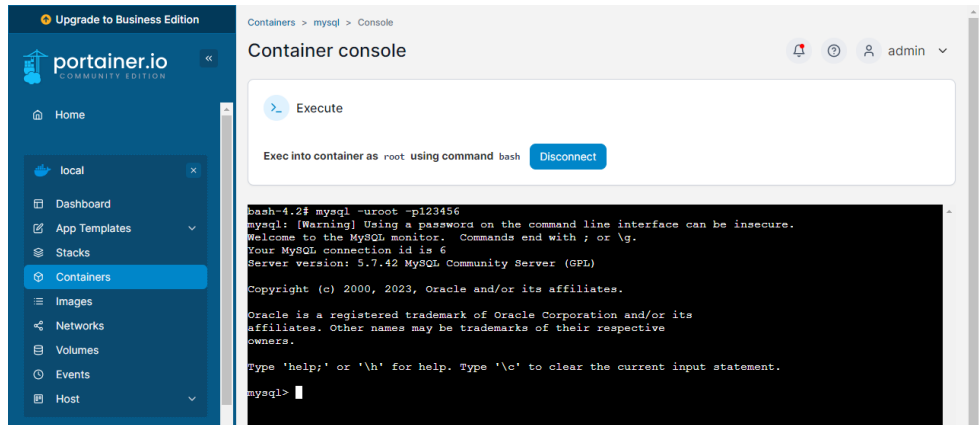 Upgrade to Business Edition
portainer.io
COMMUNITY EDITION
Home
local
Dashboard
App Templates
Stacks
Containers
Images
Networks
Volumes
Events
Host
Containers > mysql > Console
Container console
admin
Execute
Exec into container as root using command bash Disconnect
bash-4.2# mysql -uroot -p123456
mysql: [Warning] Using a password on the command line interface can be insecure.
Welcome to the MySQL monitor.  Commands end with ; or \g.
Your MySQL connection id is 6
Server version: 5.7.42 MySQL Community Server (GPL)
Copyright (c) 2000, 2023, Oracle and/or its affiliates.
Oracle is a registered trademark of Oracle Corporation and/or its
affiliates. Other names may be trademarks of their respective
owners.
Type 'help;' or '\h' for help. Type '\c' to clear the current input statement.
mysql>